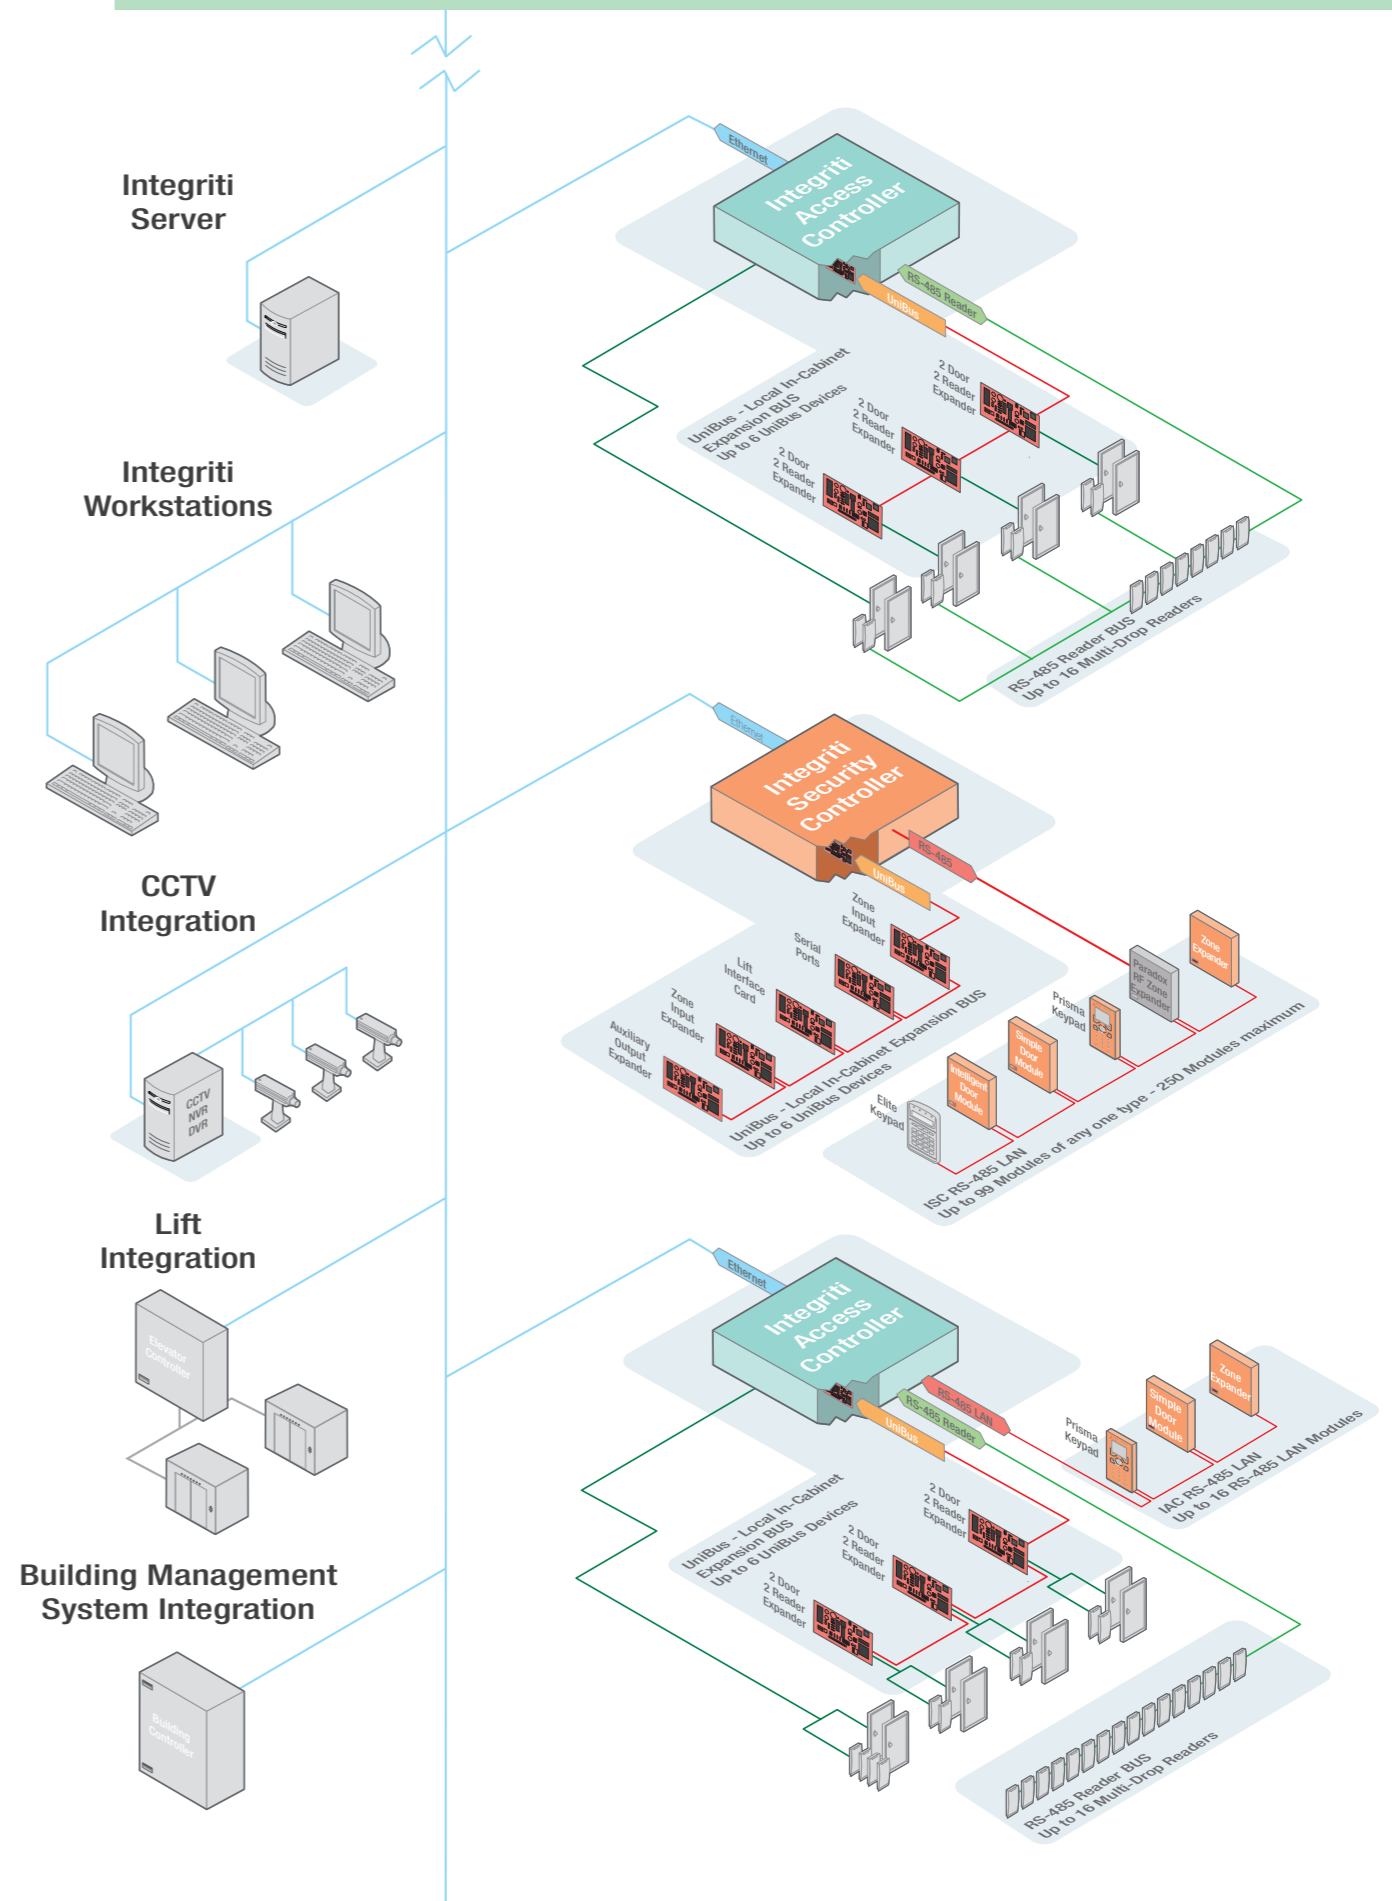 Integriti
Server
Integriti
Workstations
CCTV
Integration
CCTV
NVR
DVR
Lift
Integration
Elevator
Controller
Building Management
System Integration
Building
Controller
Ethernet
Integriti
Access
Controller
UniBus
RS-485 Reader
UniBus - Local In-Cabinet
Expansion BUS
Up to 6 UniBus Devices
2 Door
2 Reader
Expander
2 Door
2 Reader
Expander
2 Door
2 Reader
Expander
RS-485 Reader BUS
Up to 16 Multi-Drop Readers
Ethernet
Integriti
Security
Controller
RS-485
UniBus
Zone
Input
Expander
Serial
Ports
Lift
Interface
Card
Zone
Input
Expander
Auxiliary
Output
Expander
UniBus - Local In-Cabinet Expansion BUS
Up to 6 UniBus Devices
Zone
Expander
Paradox
RF Zone
Expander
Prisma
Keypad
Simple
Door
Module
Intelligent
Door
Module
Elite
Keypad
ISC RS-485 LAN
Up to 99 Modules of any one type - 250 Modules maximum
Ethernet
Integriti
Access
Controller
RS-485 LAN
RS-485 Reader
UniBus
Zone
Expander
Simple
Door
Module
Prisma
Keypad
IAC RS-485 LAN
Up to 16 RS-485 LAN Modules
UniBus - Local In-Cabinet
Expansion BUS
Up to 6 UniBus Devices
2 Door
2 Reader
Expander
2 Door
2 Reader
Expander
2 Door
2 Reader
Expander
RS-485 Reader BUS
Up to 16 Multi-Drop Readers